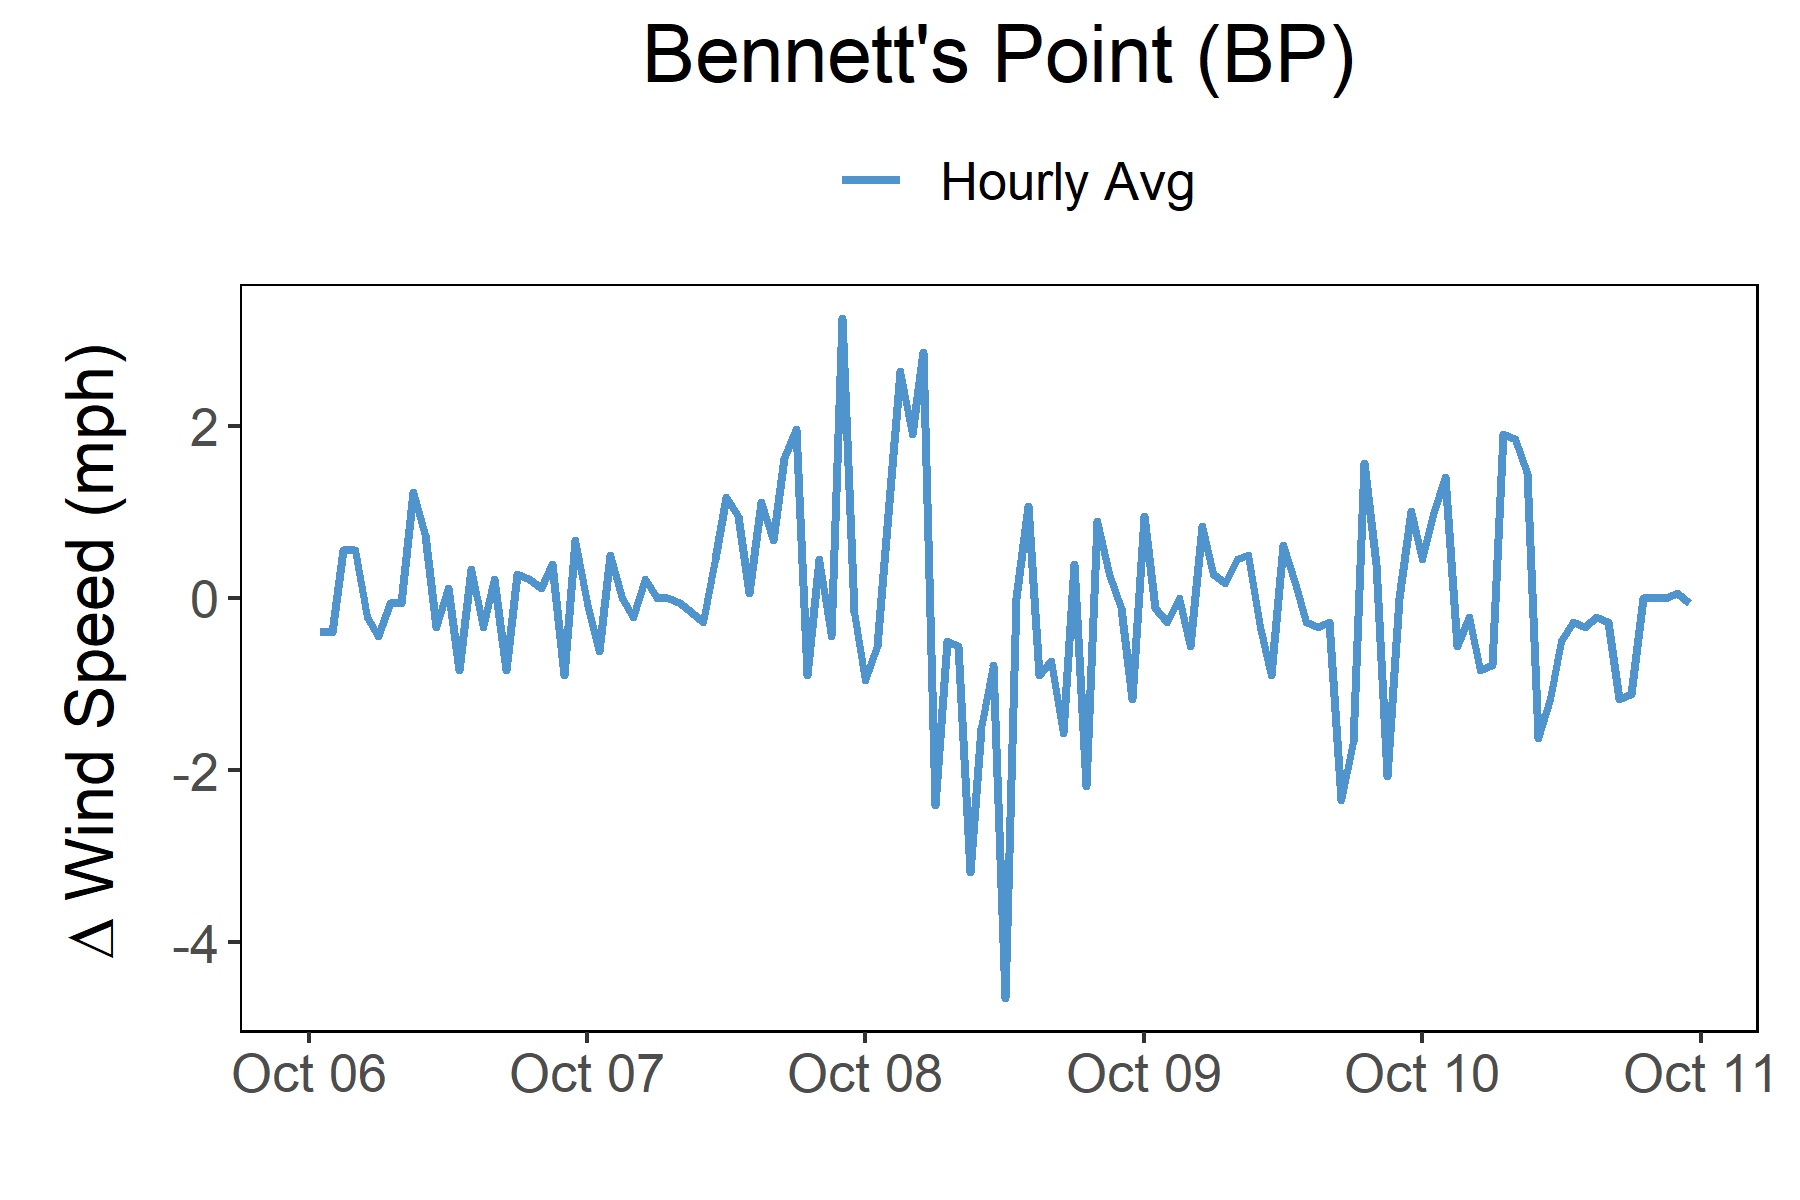 Bennett's Point (BP)
Hourly Avg
Δ Wind Speed (mph)
2
0
-2
-4
Oct 06
Oct 07
Oct 08
Oct 09
Oct 10
Oct 11